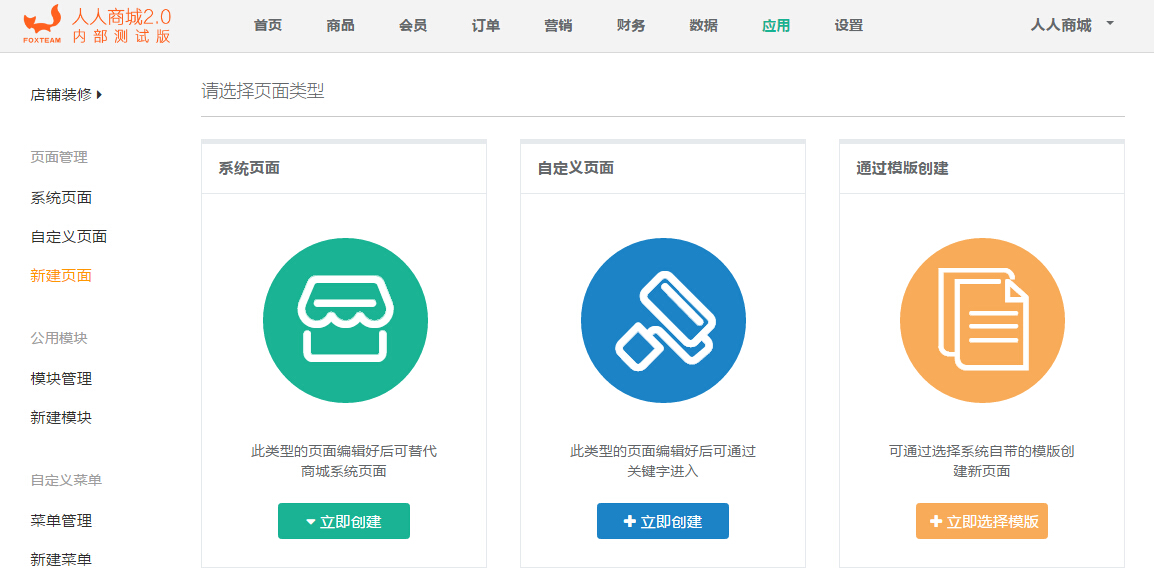 人人商城2.0
内部测试版
FOXTEAM
首页 商品 会员 订单 营销 财务 数据 应用 设置 人人商城
店铺装修
页面管理
系统页面
自定义页面
新建页面
公用模块
模块管理
新建模块
自定义菜单
菜单管理
新建菜单
请选择页面类型
系统页面
此类型的页面编辑好后可替代
商城系统页面
立即创建
自定义页面
此类型的页面编辑好后可通过
关键字进入
立即创建
通过模版创建
可通过选择系统自带的模版创
建新页面
立即选择模版